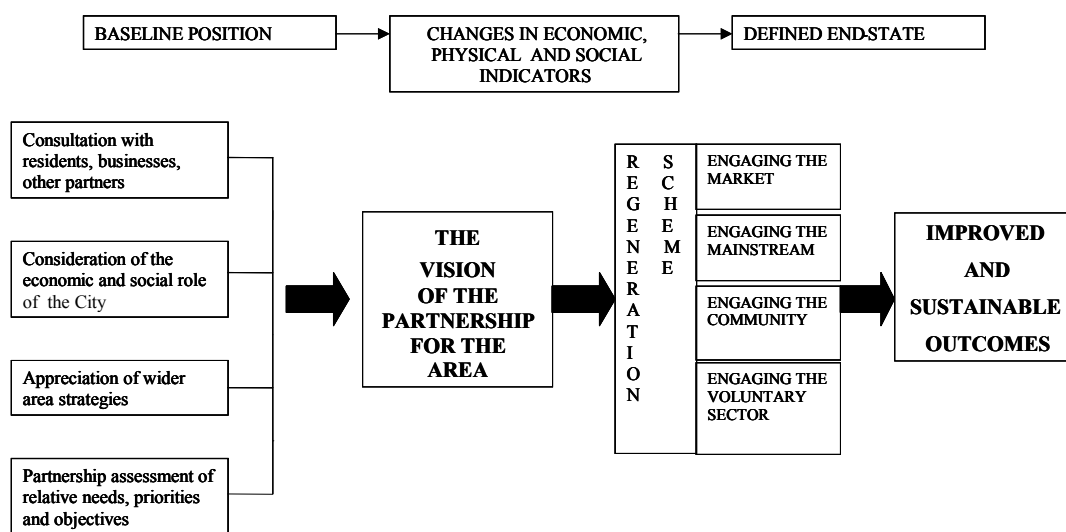 BASELINE POSITION
CHANGES IN ECONOMIC,
PHYSICAL AND SOCIAL
INDICATORS
DEFINED END-STATE
Consultation with
residents, businesses,
other partners
Consideration of the
economic and social role
of the City
Appreciation of wider
area strategies
Partnership assessment of
relative needs, priorities
and objectives
THE
VISION
OF THE
PARTNERSHIP
FOR THE
AREA
REGENERATION
SCHEME
ENGAGING THE
MARKET
ENGAGING THE
MAINSTREAM
ENGAGING THE
COMMUNITY
ENGAGING THE
VOLUNTARY
SECTOR
IMPROVED
AND
SUSTAINABLE
OUTCOMES